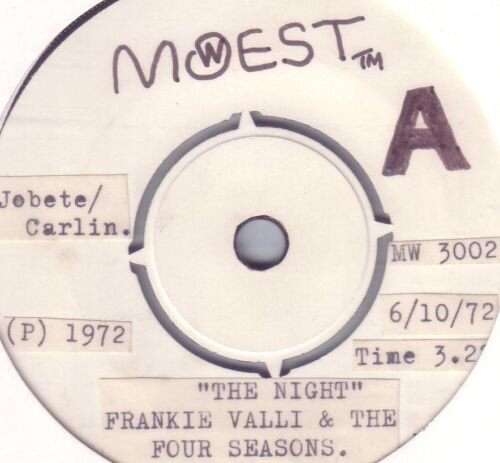 MOWEST TM
A
Jobete/
Carlin.
MW 3002
6/10/72
(P) 1972
Time 3.2
"THE NIGHT"
FRANKIE VALLI & THE
FOUR SEASONS.